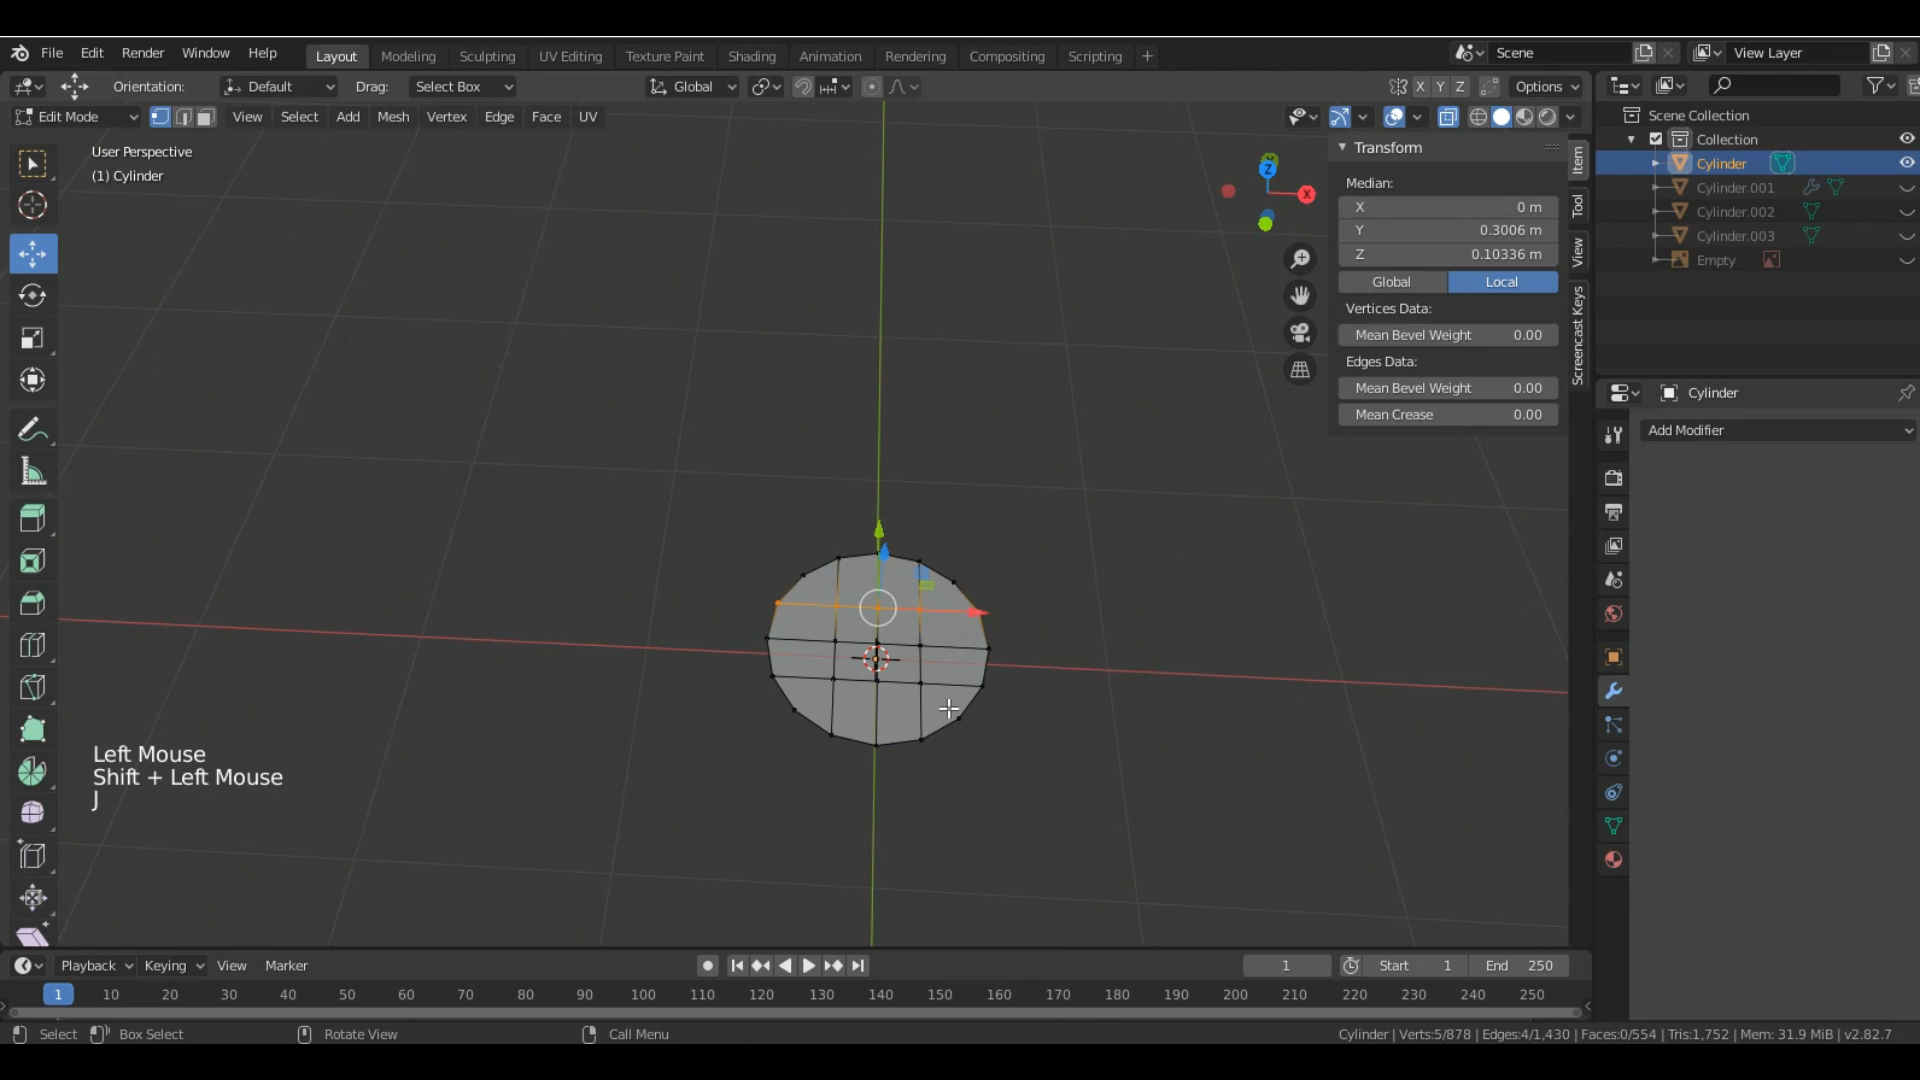 File Edit Render Window Help Layout Modeling Sculpting UV Editing Texture Paint Shading Animation Rendering Compositing Scripting + Scene View Layer
Orientation: Default Drag: Select Box Global X Y Z Options
Edit Mode View Select Add Mesh Vertex Edge Face UV
User Perspective
(1) Cylinder
Z
X
Transform
Median:
X 0 m
Y 0.3006 m
Z 0.10336 m
Global Local
Vertices Data:
Mean Bevel Weight 0.00
Edges Data:
Mean Bevel Weight 0.00
Mean Crease 0.00
Item
Tool
View
Screencast Keys
Scene Collection
Collection
Cylinder
Cylinder.001
Cylinder.002
Cylinder.003
Empty
Cylinder
Add Modifier
Left Mouse
Shift + Left Mouse
J
Playback Keying View Marker 1 Start 1 End 250
1 10 20 30 40 50 60 70 80 90 100 110 120 130 140 150 160 170 180 190 200 210 220 230 240 250
Select Box Select Rotate View Call Menu Cylinder | Verts:5/878 | Edges:4/1,430 | Faces:0/554 | Tris:1,752 | Mem: 31.9 MiB | v2.82.7